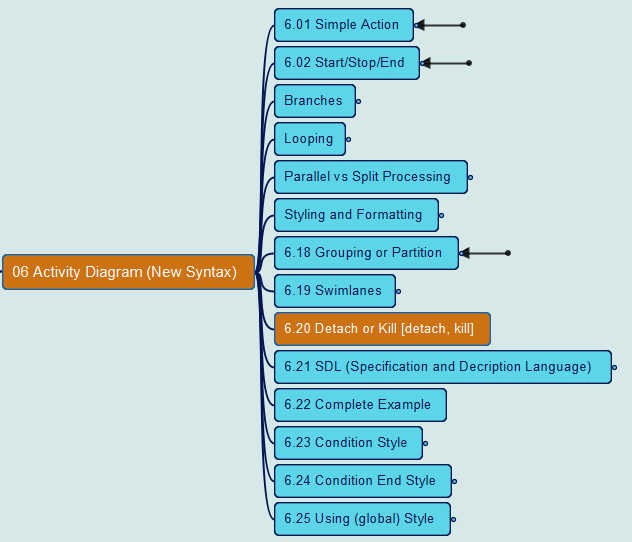 6.01 Simple Action
6.02 Start/Stop/End
Branches
Looping
Parallel vs Split Processing
Styling and Formatting
6.18 Grouping or Partition
06 Activity Diagram (New Syntax)
6.19 Swimlanes
6.20 Detach or Kill [detach, kill]
6.21 SDL (Specification and Decription Language)
6.22 Complete Example
6.23 Condition Style
6.24 Condition End Style
6.25 Using (global) Style